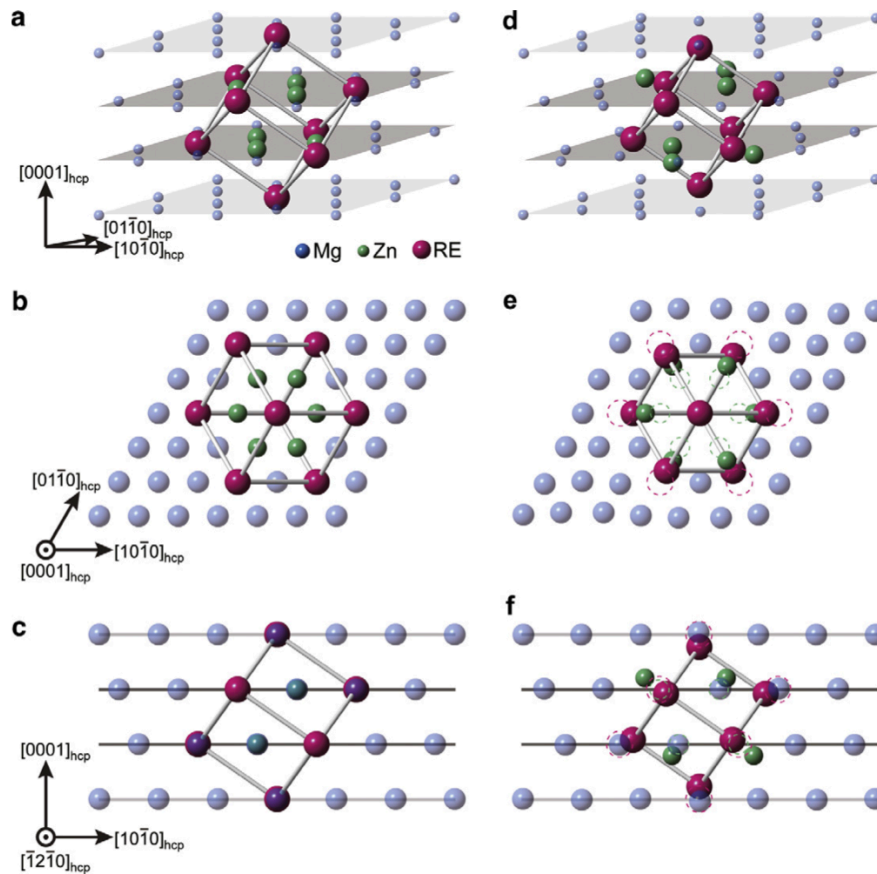 a
d
[0001]hcp
[011̄0]hcp
[101̄0]hcp
Mg Zn RE
b
e
[011̄0]hcp
[0001]hcp
[101̄0]hcp
c
f
[0001]hcp
[1̄21̄0]hcp
[101̄0]hcp